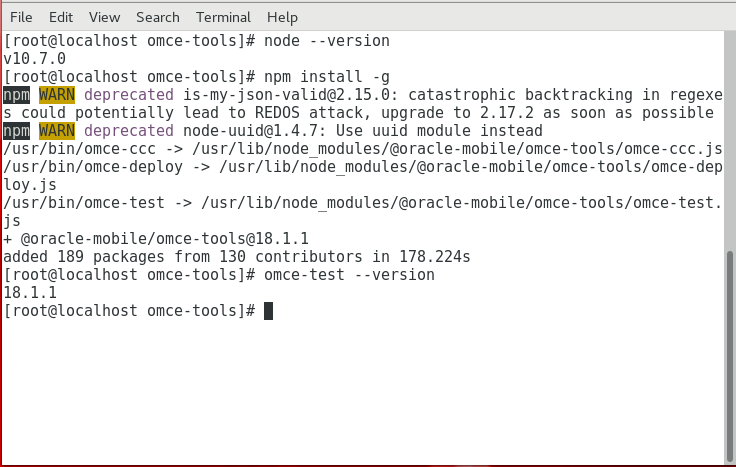 File Edit View Search Terminal Help
[root@localhost omce-tools]# node --version
v10.7.0
[root@localhost omce-tools]# npm install -g
npm WARN deprecated is-my-json-valid@2.15.0: catastrophic backtracking in regexe
s could potentially lead to REDOS attack, upgrade to 2.17.2 as soon as possible
npm WARN deprecated node-uuid@1.4.7: Use uuid module instead
/usr/bin/omce-ccc -> /usr/lib/node_modules/@oracle-mobile/omce-tools/omce-ccc.js
/usr/bin/omce-deploy -> /usr/lib/node_modules/@oracle-mobile/omce-tools/omce-dep
loy.js
/usr/bin/omce-test -> /usr/lib/node_modules/@oracle-mobile/omce-tools/omce-test.
js
+ @oracle-mobile/omce-tools@18.1.1
added 189 packages from 130 contributors in 178.224s
[root@localhost omce-tools]# omce-test --version
18.1.1
[root@localhost omce-tools]#